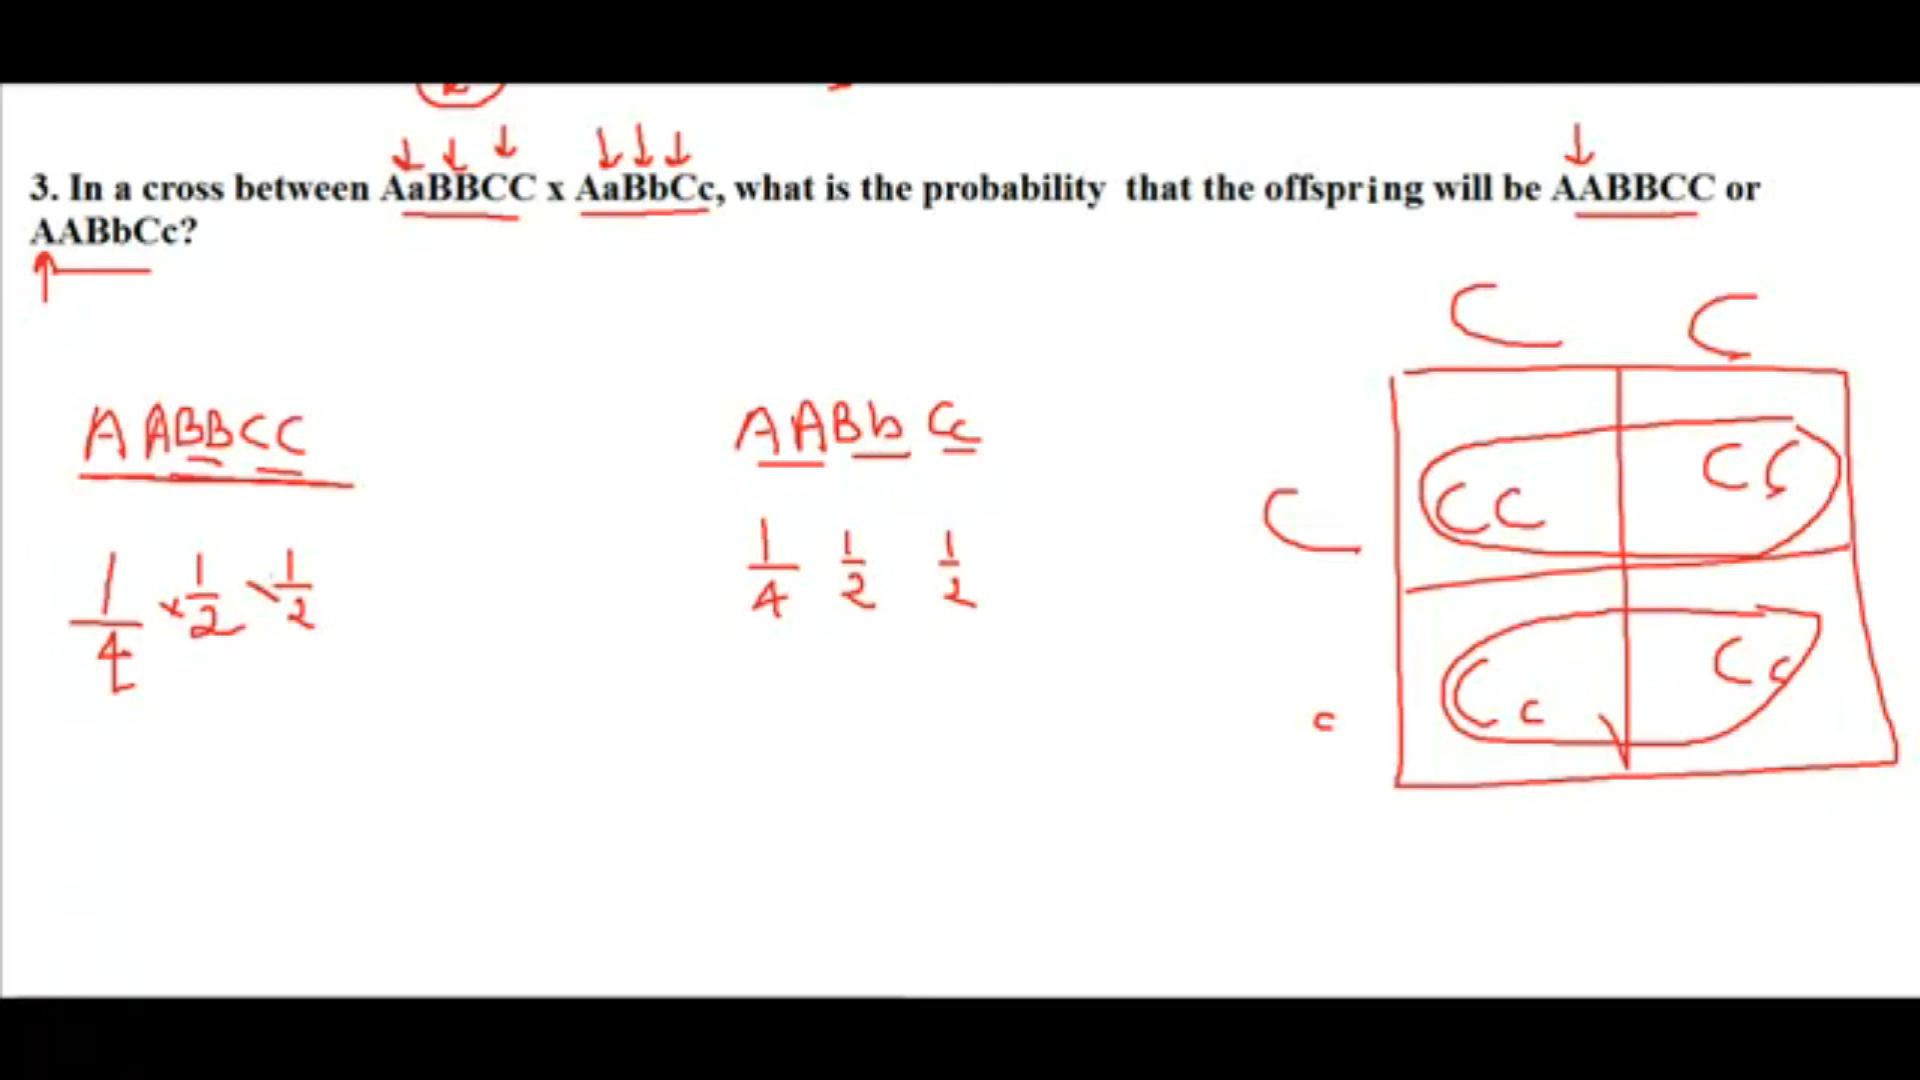 3. In a cross between AaBBCC x AaBbCc, what is the probability that the offspring will be AABBCC or
AABbCc?
C C
AABBCC AABbCc
CC CC
C
1/4 x 1/2 x 1/2 1/4 1/2 1/2
Cc Cc
c